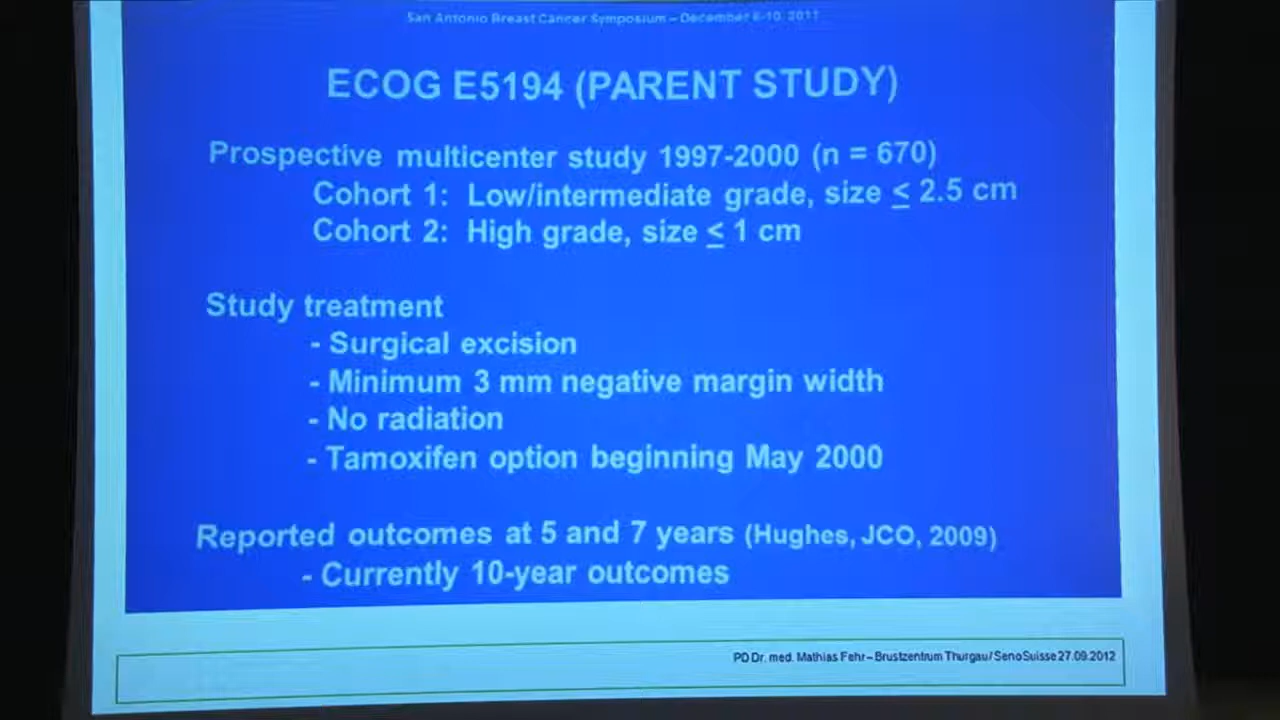 San Antonio Breast Cancer Symposium – December 6-10, 2011
ECOG E5194 (PARENT STUDY)
Prospective multicenter study 1997-2000 (n = 670)
Cohort 1: Low/intermediate grade, size ≤ 2.5 cm
Cohort 2: High grade, size ≤ 1 cm
Study treatment
- Surgical excision
- Minimum 3 mm negative margin width
- No radiation
- Tamoxifen option beginning May 2000
Reported outcomes at 5 and 7 years (Hughes, JCO, 2009)
- Currently 10-year outcomes
PD Dr. med. Mathias Fehr – Brustzentrum Thurgau / SenoSuisse 27.09.2012